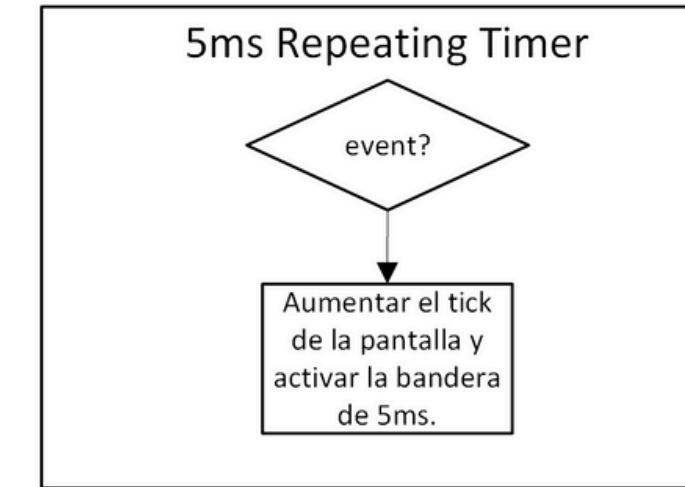 5ms Repeating Timer
event?
Aumentar el tick
de la pantalla y
activar la bandera
de 5ms.